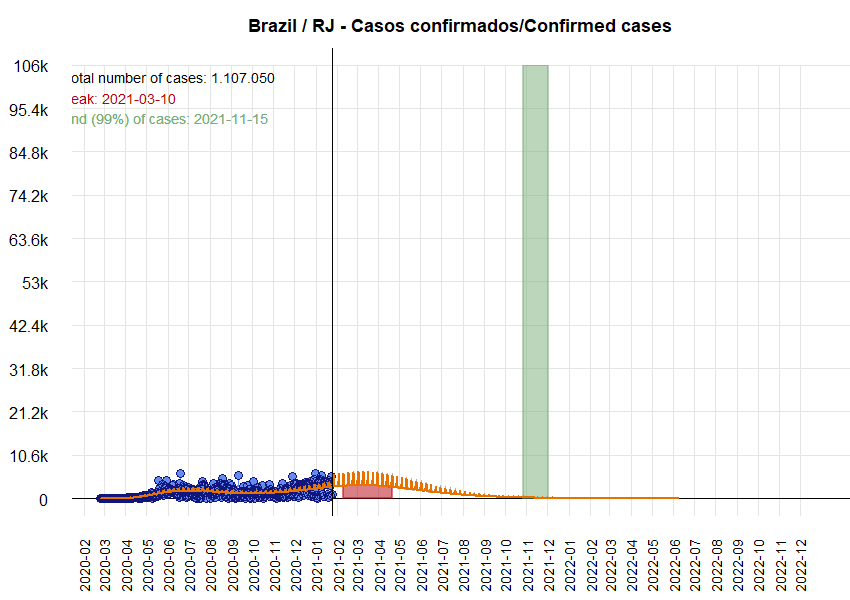 Brazil / RJ - Casos confirmados/Confirmed cases
106k
otal number of cases: 1.107.050
eak: 2021-03-10
95.4k
nd (99%) of cases: 2021-11-15
84.8k
74.2k
63.6k
53k
42.4k
31.8k
21.2k
10.6k
0
2020-02
2020-03
2020-04
2020-05
2020-06
2020-07
2020-08
2020-09
2020-10
2020-11
2020-12
2021-01
2021-02
2021-03
2021-04
2021-05
2021-06
2021-07
2021-08
2021-09
2021-10
2021-11
2021-12
2022-01
2022-02
2022-03
2022-04
2022-05
2022-06
2022-07
2022-08
2022-09
2022-10
2022-11
2022-12